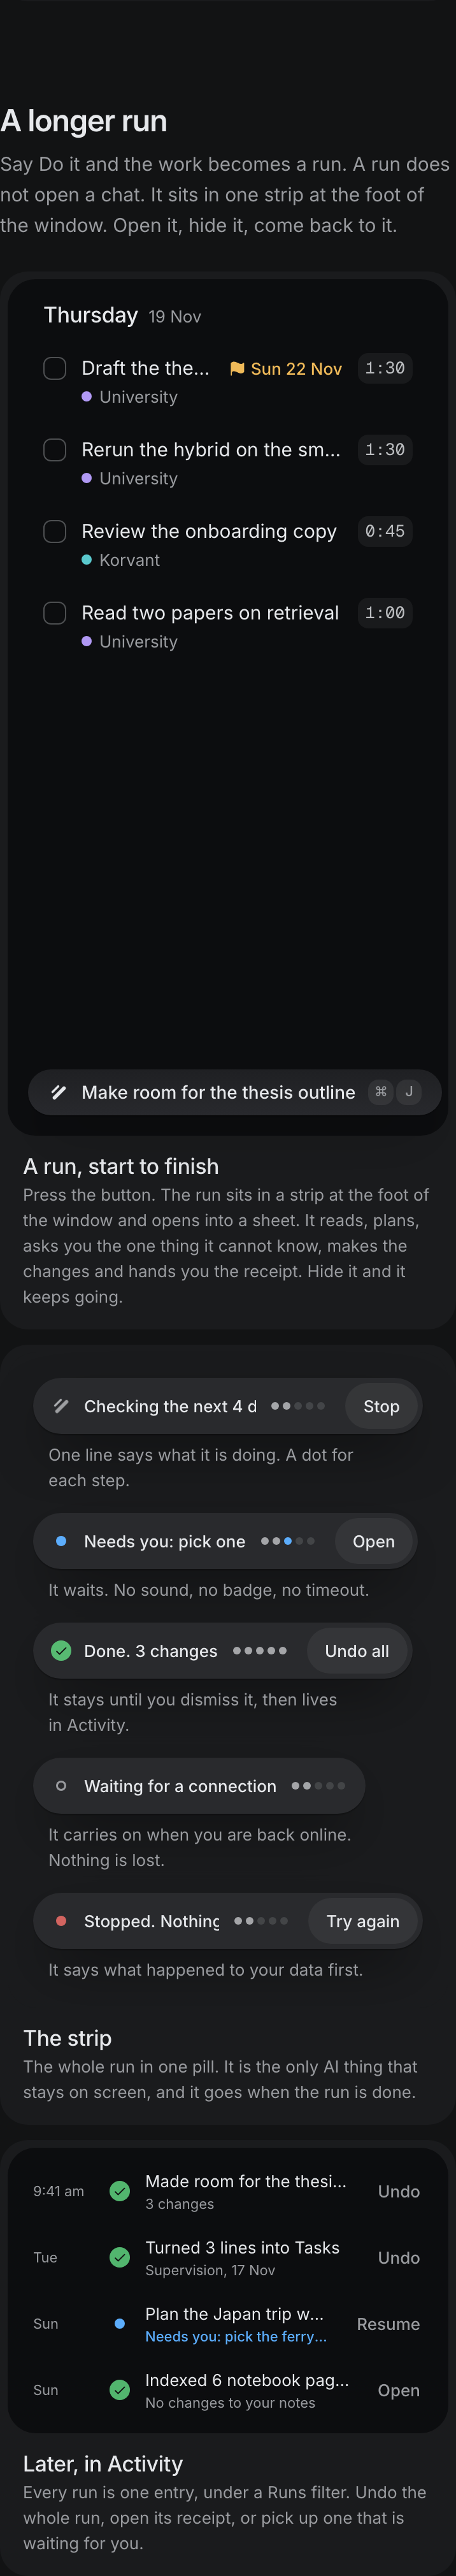 A longer run
Say Do it and the work becomes a run. A run does
not open a chat. It sits in one strip at the foot of
the window. Open it, hide it, come back to it.
Thursday 19 Nov
Draft the the... Sun 22 Nov 1:30
University
Rerun the hybrid on the sm... 1:30
University
Review the onboarding copy 0:45
Korvant
Read two papers on retrieval 1:00
University
Make room for the thesis outline ⌘ J
A run, start to finish
Press the button. The run sits in a strip at the foot of
the window and opens into a sheet. It reads, plans,
asks you the one thing it cannot know, makes the
changes and hands you the receipt. Hide it and it
keeps going.
Checking the next 4 d Stop
One line says what it is doing. A dot for
each step.
Needs you: pick one Open
It waits. No sound, no badge, no timeout.
Done. 3 changes Undo all
It stays until you dismiss it, then lives
in Activity.
Waiting for a connection
It carries on when you are back online.
Nothing is lost.
Stopped. Nothing Try again
It says what happened to your data first.
The strip
The whole run in one pill. It is the only AI thing that
stays on screen, and it goes when the run is done.
9:41 am Made room for the thesi... Undo
3 changes
Tue Turned 3 lines into Tasks Undo
Supervision, 17 Nov
Sun Plan the Japan trip w... Resume
Needs you: pick the ferry...
Sun Indexed 6 notebook pag... Open
No changes to your notes
Later, in Activity
Every run is one entry, under a Runs filter. Undo the
whole run, open its receipt, or pick up one that is
waiting for you.